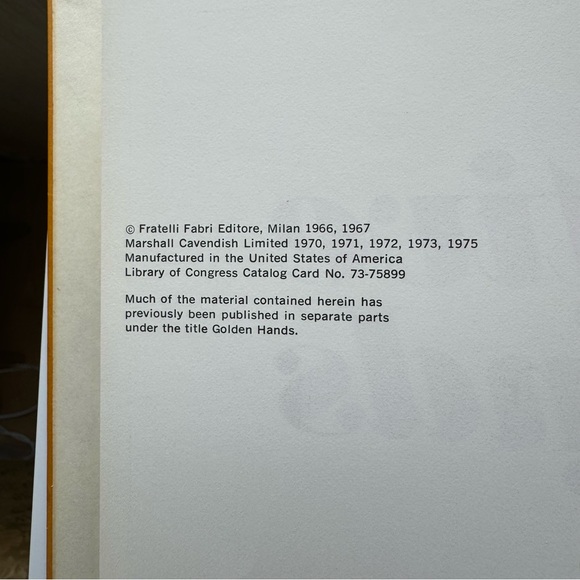 © Fratelli Fabri Editore, Milan 1966, 1967
Marshall Cavendish Limited 1970, 1971, 1972, 1973, 1975
Manufactured in the United States of America
Library of Congress Catalog Card No. 73-75899
Much of the material contained herein has
previously been published in separate parts
under the title Golden Hands.